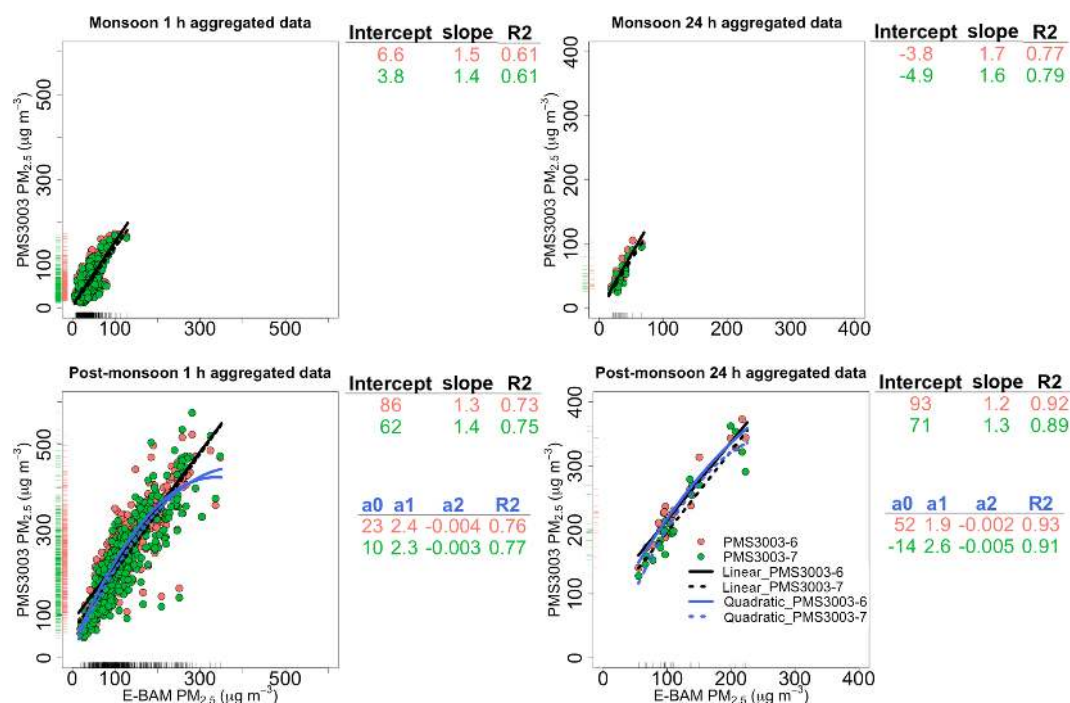 Monsoon 1 h aggregated data
Intercept slope R2
6.6 1.5 0.61
3.8 1.4 0.61
PMS3003 PM2.5 (μg m−3)
0 100 300 500
0 100 300 500
Monsoon 24 h aggregated data
Intercept slope R2
-3.8 1.7 0.77
-4.9 1.6 0.79
PMS3003 PM2.5 (μg m−3)
0 100 200 300 400
0 100 200 300 400
Post-monsoon 1 h aggregated data
Intercept slope R2
86 1.3 0.73
62 1.4 0.75
a0 a1 a2 R2
23 2.4 -0.004 0.76
10 2.3 -0.003 0.77
PMS3003 PM2.5 (μg m−3)
0 100 300 500
0 100 300 500
E-BAM PM2.5 (μg m−3)
Post-monsoon 24 h aggregated data
Intercept slope R2
93 1.2 0.92
71 1.3 0.89
a0 a1 a2 R2
52 1.9 -0.002 0.93
-14 2.6 -0.005 0.91
PMS3003-6
PMS3003-7
Linear_PMS3003-6
Linear_PMS3003-7
Quadratic_PMS3003-6
Quadratic_PMS3003-7
PMS3003 PM2.5 (μg m−3)
0 100 200 300 400
0 100 200 300 400
E-BAM PM2.5 (μg m−3)